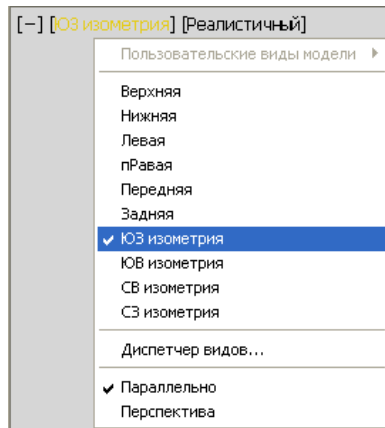 [−] [ЮЗ изометрия] [Реалистичный]
Пользовательские виды модели
Верхняя
Нижняя
Левая
пРавая
Передняя
Задняя
ЮЗ изометрия
ЮВ изометрия
СВ изометрия
СЗ изометрия
Диспетчер видов...
Параллельно
Перспектива